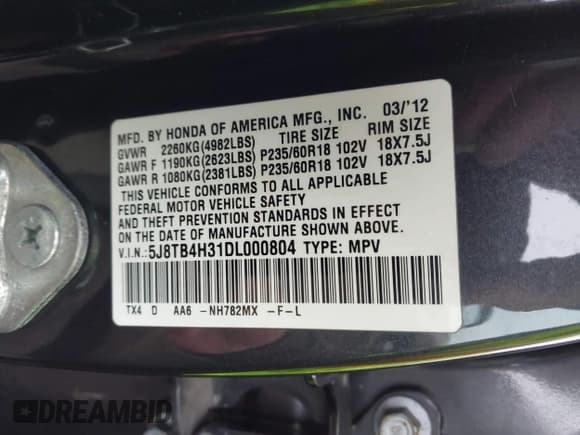 MFD. BY HONDA OF AMERICA MFG., INC. 03/'12
GVWR 2260KG(4982LBS) TIRE SIZE RIM SIZE
GAWR F 1190KG(2623LBS) P235/60R18 102V 18X7.5J
GAWR R 1080KG(2381LBS) P235/60R18 102V 18X7.5J
THIS VEHICLE CONFORMS TO ALL APPLICABLE
FEDERAL MOTOR VEHICLE SAFETY
AND THEFT PREVENTION STANDARDS IN EFFECT
ON THE DATE OF MANUFACTURE SHOWN ABOVE.
V.I.N.: 5J8TB4H31DL000804 TYPE: MPV
TX4 D AA6 -NH782MX -F-L
DREAMBID